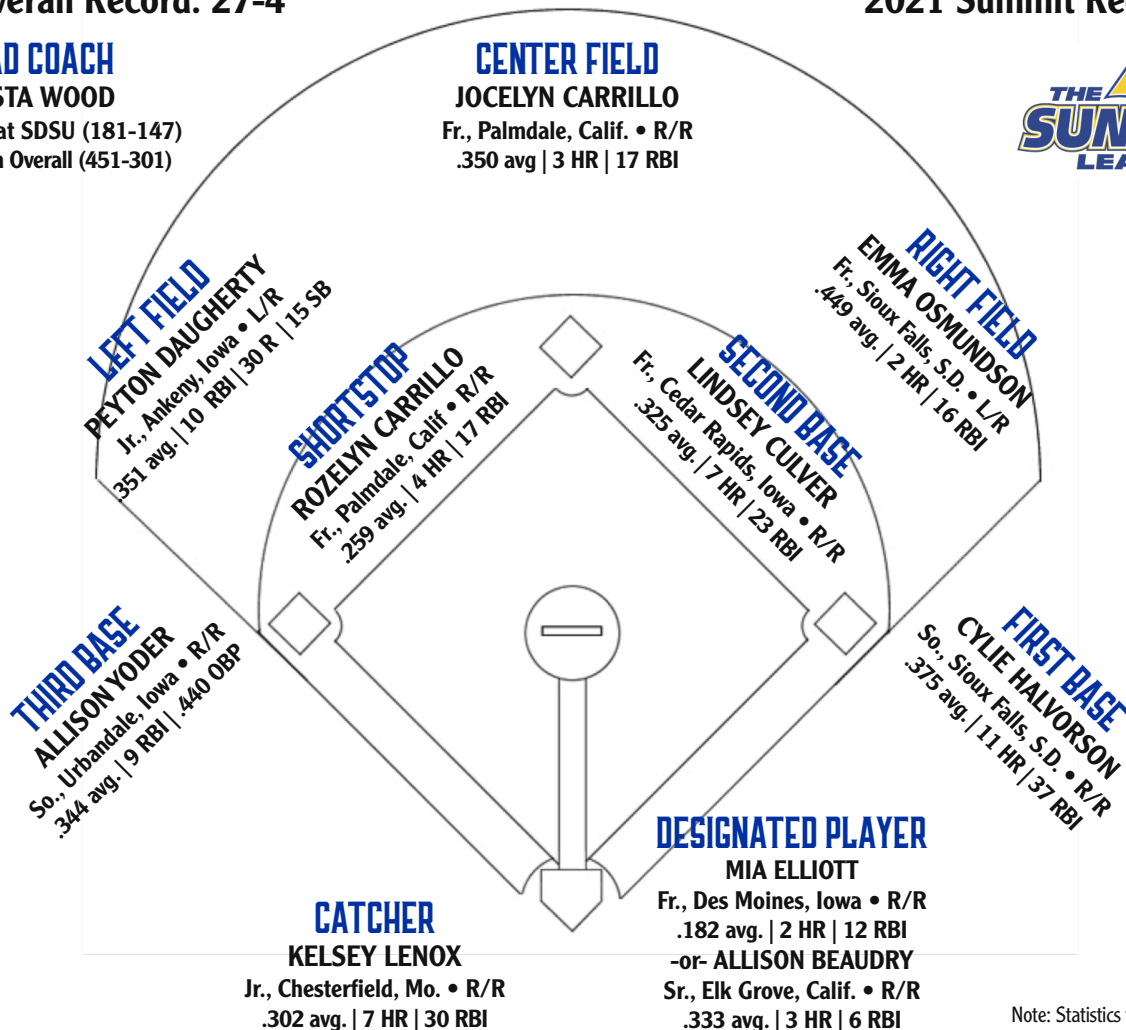 Overall Record: 27-4
2021 Summit
AD COACH
STA WOOD
at SDSU (181-147)
Overall (451-301)
CENTER FIELD
JOCELYN CARRILLO
Fr., Palmdale, Calif. • R/R
.350 avg | 3 HR | 17 RBI
THE
SUM
LEA
LEFT FIELD
PEYTON DAUGHERTY
Jr., Ankeny, Iowa • L/R
.351 avg. | 10 RBI | 30 R | 15 SB
RIGHT FIELD
EMMA OSMUNDSON
Fr., Sioux Falls, S.D. • L/R
.449 avg. | 2 HR | 16 RBI
SHORTSTOP
ROZELYN CARRILLO
Fr., Palmdale, Calif • R/R
.259 avg. | 4 HR | 17 RBI
SECOND BASE
LINDSEY CULVER
Fr., Cedar Rapids, Iowa • R/R
.325 avg. | 7 HR | 23 RBI
THIRD BASE
ALLISON YODER
So., Urbandale, Iowa • R/R
.344 avg. | 9 RBI | .440 OBP
FIRST BASE
CYLIE HALVORSON
So., Sioux Falls, S.D. • R/R
.375 avg. | 11 HR | 37 RBI
DESIGNATED PLAYER
MIA ELLIOTT
Fr., Des Moines, Iowa • R/R
.182 avg. | 2 HR | 12 RBI
-or- ALLISON BEAUDRY
Sr., Elk Grove, Calif. • R/R
.333 avg. | 3 HR | 6 RBI
CATCHER
KELSEY LENOX
Jr., Chesterfield, Mo. • R/R
.302 avg. | 7 HR | 30 RBI
Note: Statistics